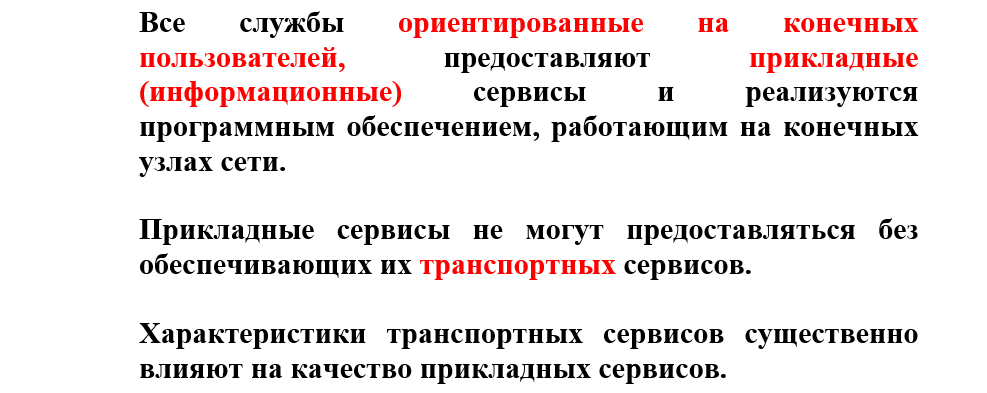 Все службы ориентированные на конечных
пользователей, предоставляют прикладные
(информационные) сервисы и реализуются
программным обеспечением, работающим на конечных
узлах сети.
Прикладные сервисы не могут предоставляться без
обеспечивающих их транспортных сервисов.
Характеристики транспортных сервисов существенно
влияют на качество прикладных сервисов.